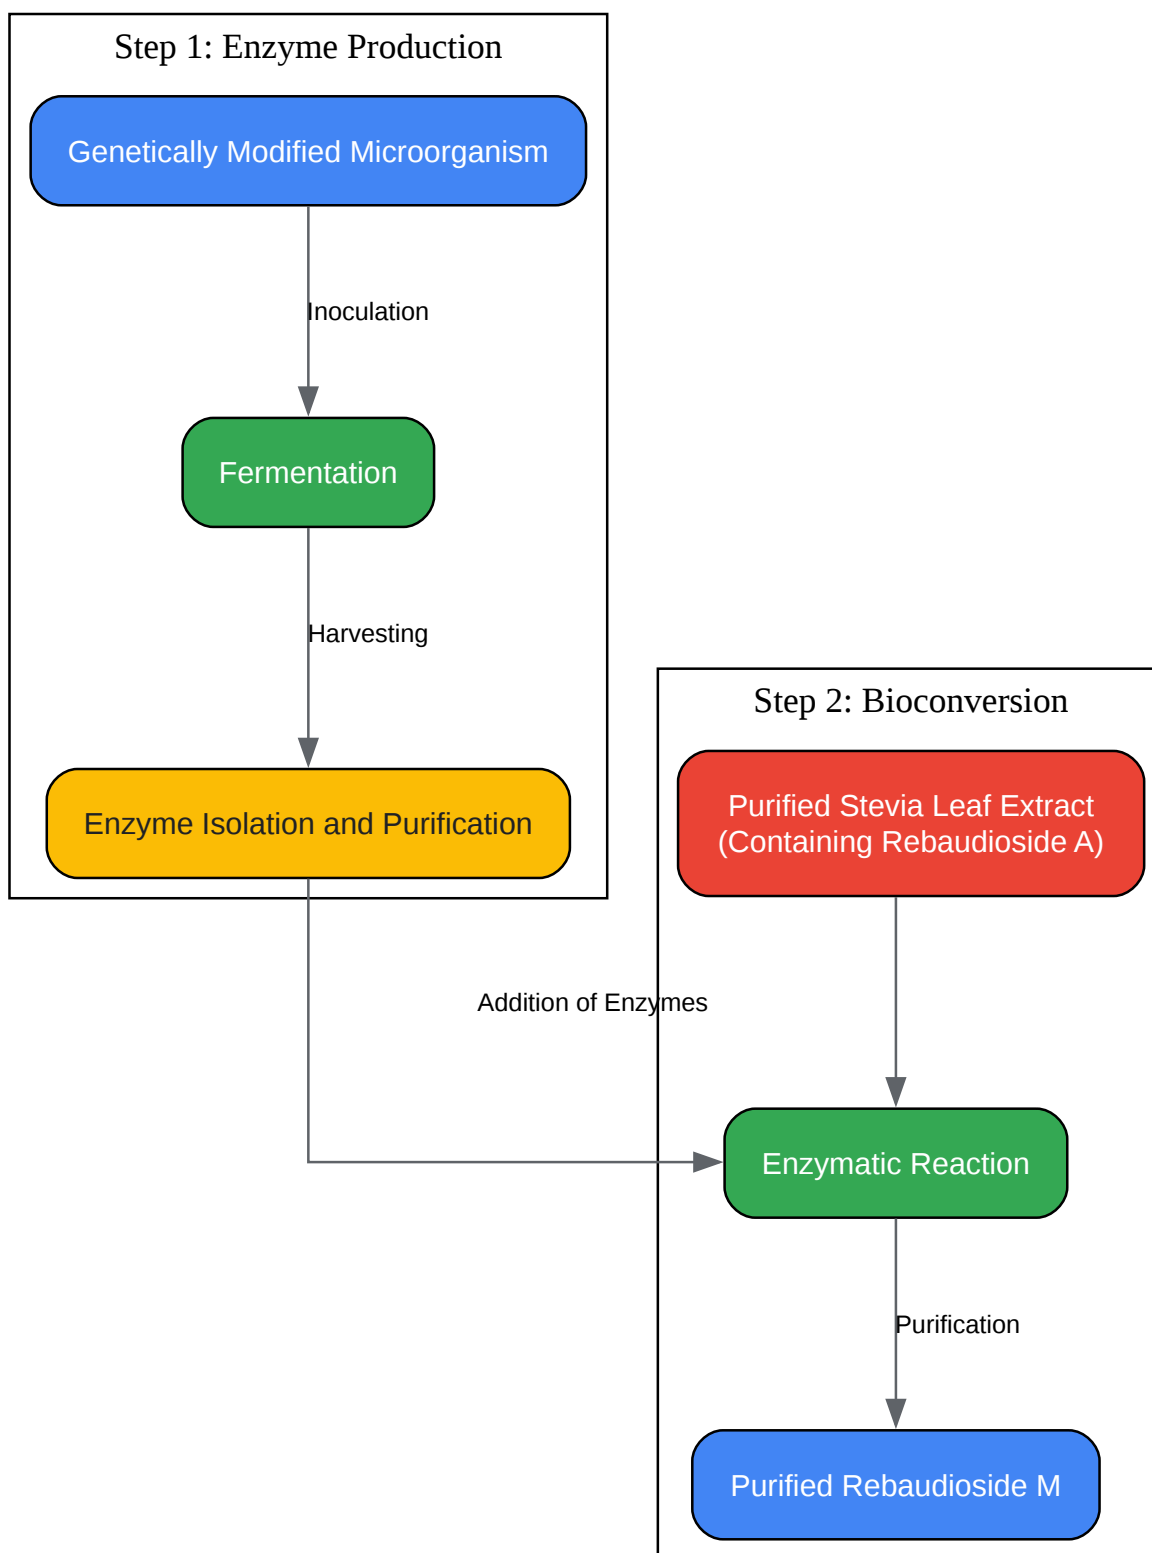 Step 1: Enzyme Production
Genetically Modified Microorganism
Inoculation
Fermentation
Harvesting
Enzyme Isolation and Purification
Step 2: Bioconversion
Purified Stevia Leaf Extract
(Containing Rebaudioside A)
Addition of Enzymes
Enzymatic Reaction
Purification
Purified Rebaudioside M